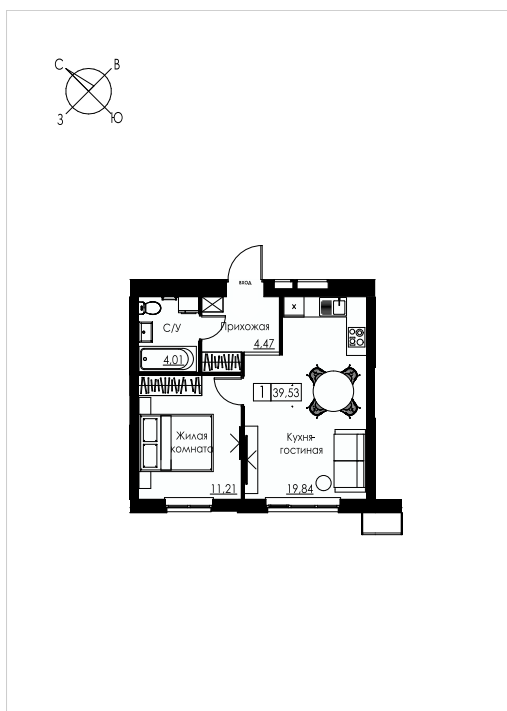 С В
З Ю
вход
х
С/У
Прихожая
4,47
4,01
1 39,53
Жилая
комната
Кухня-
гостиная
11,21
19,84